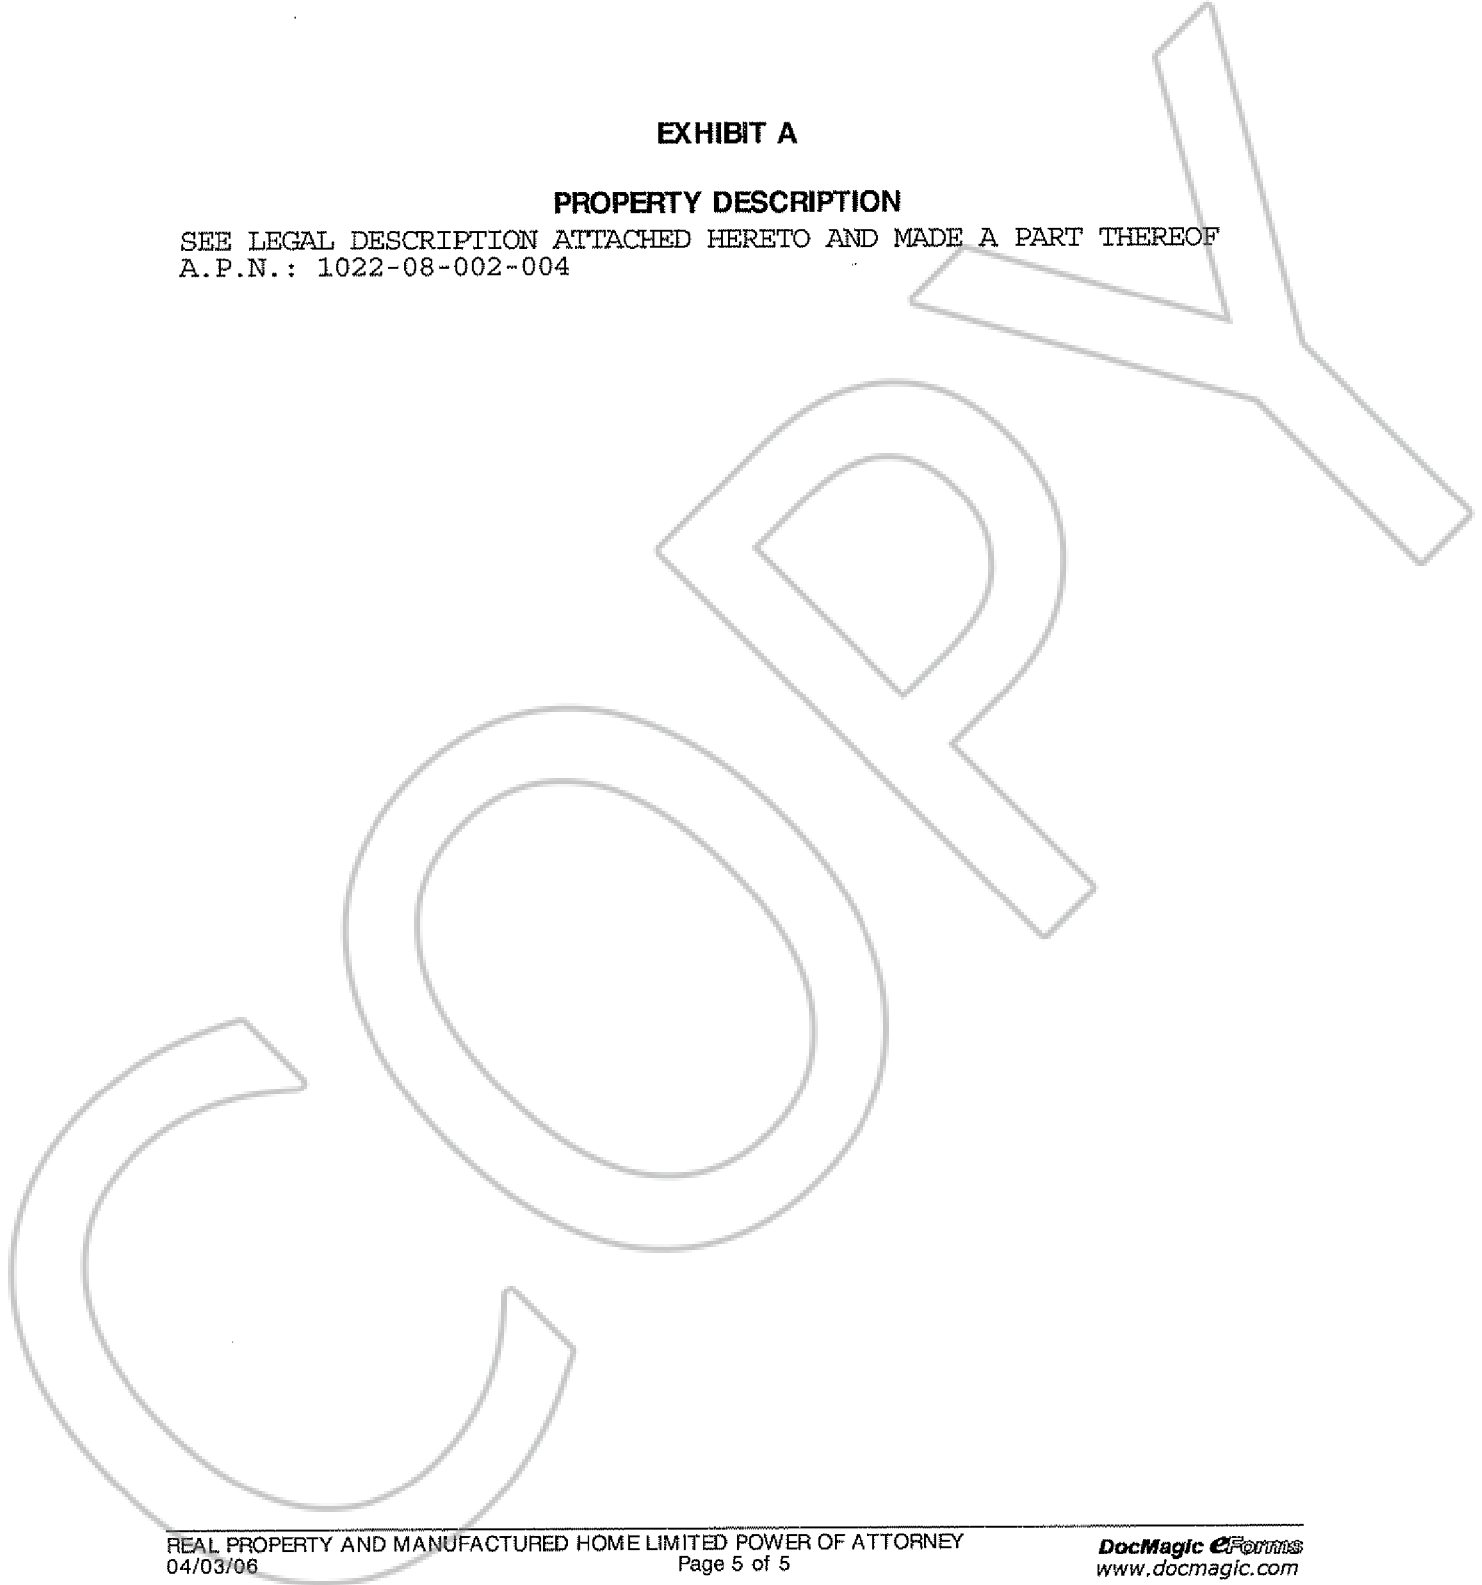 EXHIBIT A
PROPERTY DESCRIPTION
SEE LEGAL DESCRIPTION ATTACHED HERETO AND MADE A PART THEREOF
A.P.N.: 1022-08-002-004
COPY
REAL PROPERTY AND MANUFACTURED HOME LIMITED POWER OF ATTORNEY
04/03/06
Page 5 of 5
DocMagic eForms
www.docmagic.com